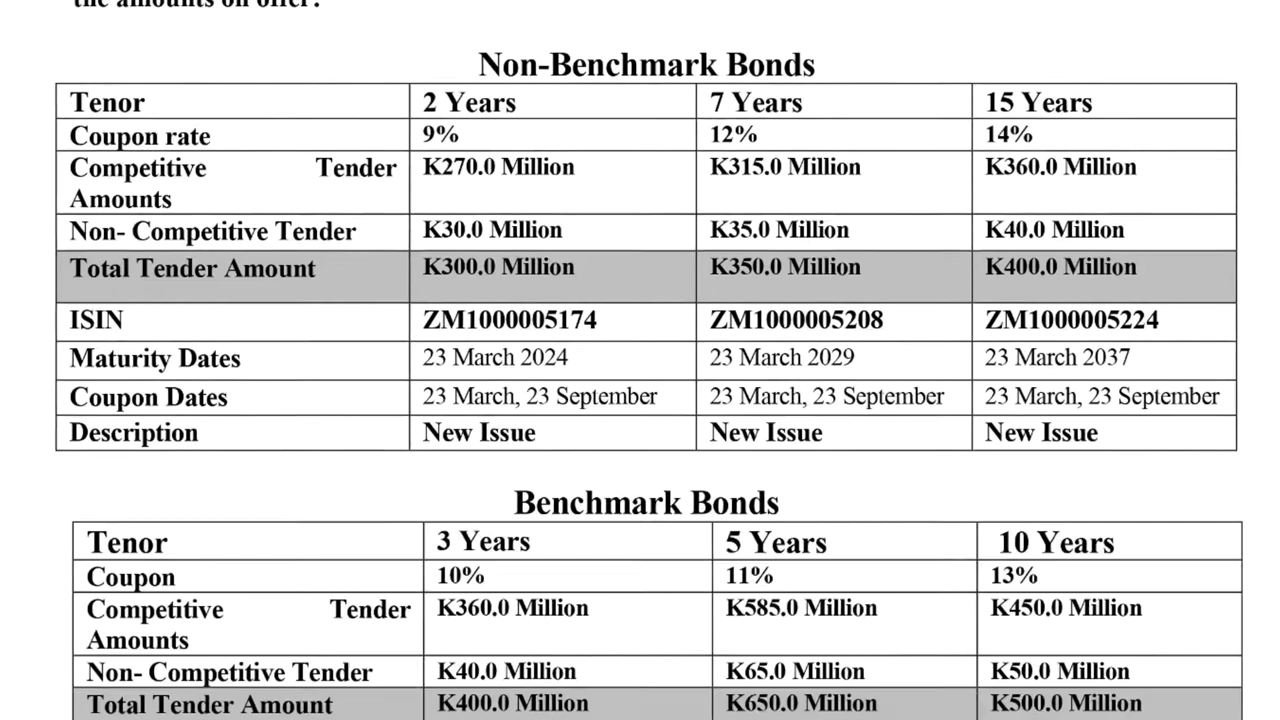 the amounts on offer?
Non-Benchmark Bonds
Tenor 2 Years 7 Years 15 Years
Coupon rate 9% 12% 14%
Competitive Tender K270.0 Million K315.0 Million K360.0 Million
Amounts
Non- Competitive Tender K30.0 Million K35.0 Million K40.0 Million
Total Tender Amount K300.0 Million K350.0 Million K400.0 Million
ISIN ZM1000005174 ZM1000005208 ZM1000005224
Maturity Dates 23 March 2024 23 March 2029 23 March 2037
Coupon Dates 23 March, 23 September 23 March, 23 September 23 March, 23 September
Description New Issue New Issue New Issue
Benchmark Bonds
Tenor 3 Years 5 Years 10 Years
Coupon 10% 11% 13%
Competitive Tender K360.0 Million K585.0 Million K450.0 Million
Amounts
Non- Competitive Tender K40.0 Million K65.0 Million K50.0 Million
Total Tender Amount K400.0 Million K650.0 Million K500.0 Million